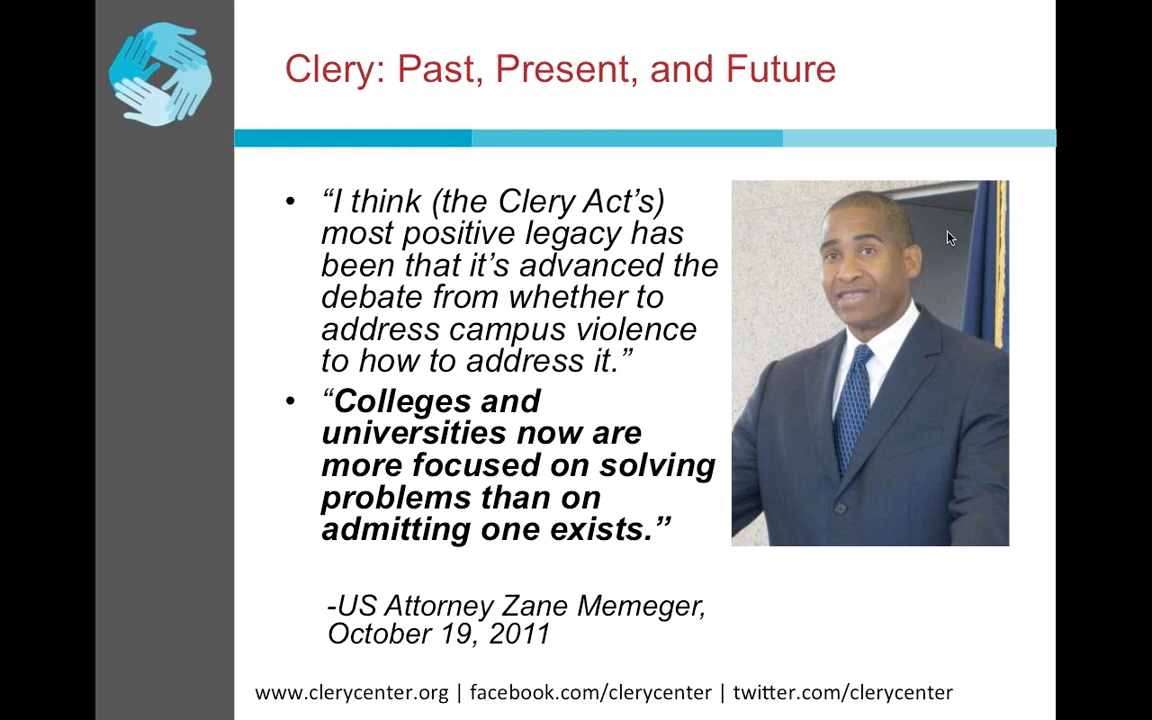 Clery: Past, Present, and Future
• “I think (the Clery Act’s)
most positive legacy has
been that it’s advanced the
debate from whether to
address campus violence
to how to address it.”
• “Colleges and
universities now are
more focused on solving
problems than on
admitting one exists.”
-US Attorney Zane Memeger,
October 19, 2011
www.clerycenter.org | facebook.com/clerycenter | twitter.com/clerycenter